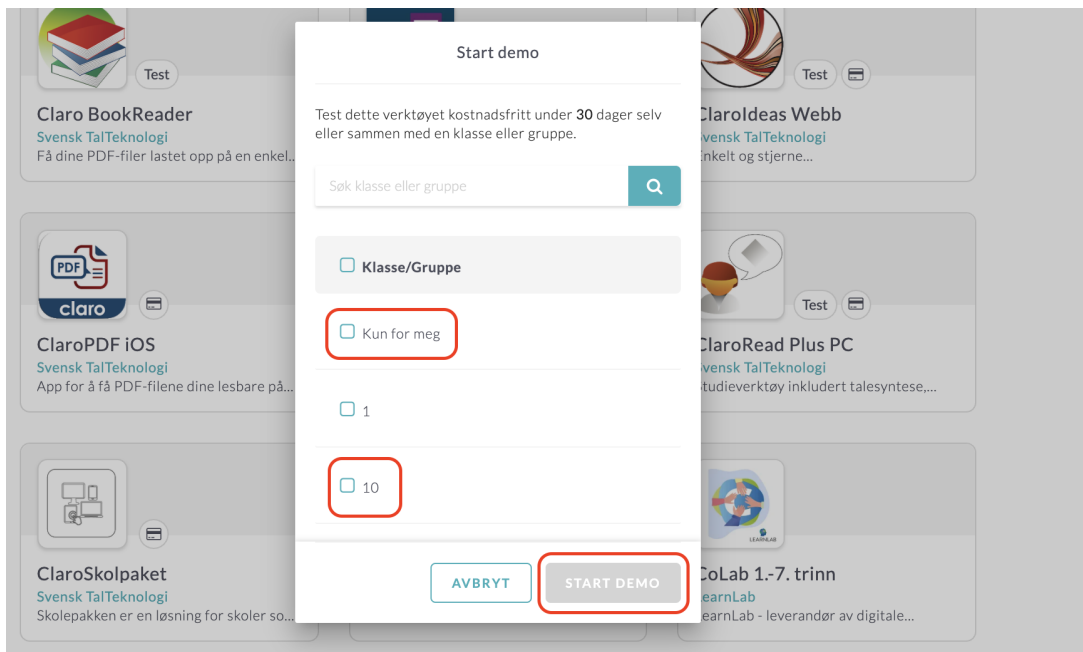 Test
Claro BookReader
Svensk TalTeknologi
Få dine PDF-filer lastet opp på en enkel..
PDF
claro
ClaroPDF iOS
Svensk TalTeknologi
App for å få PDF-filene dine lesbare på...
ClaroSkolpaket
Svensk TalTeknologi
Skolepakken er en løsning for skoler so...
Start demo
Test dette verktøyet kostnadsfritt under 30 dager selv
eller sammen med en klasse eller gruppe.
Søk klasse eller gruppe
Klasse/Gruppe
Kun for meg
1
10
AVBRYT
START DEMO
Test
ClaroIdeas Webb
vensk TalTeknologi
nkelt og stjerne...
Test
ClaroRead Plus PC
vensk TalTeknologi
tudieverktøy inkludert talesyntese,...
LEARNLAB
CoLab 1.-7. trinn
earnLab
earnLab - leverandør av digitale...